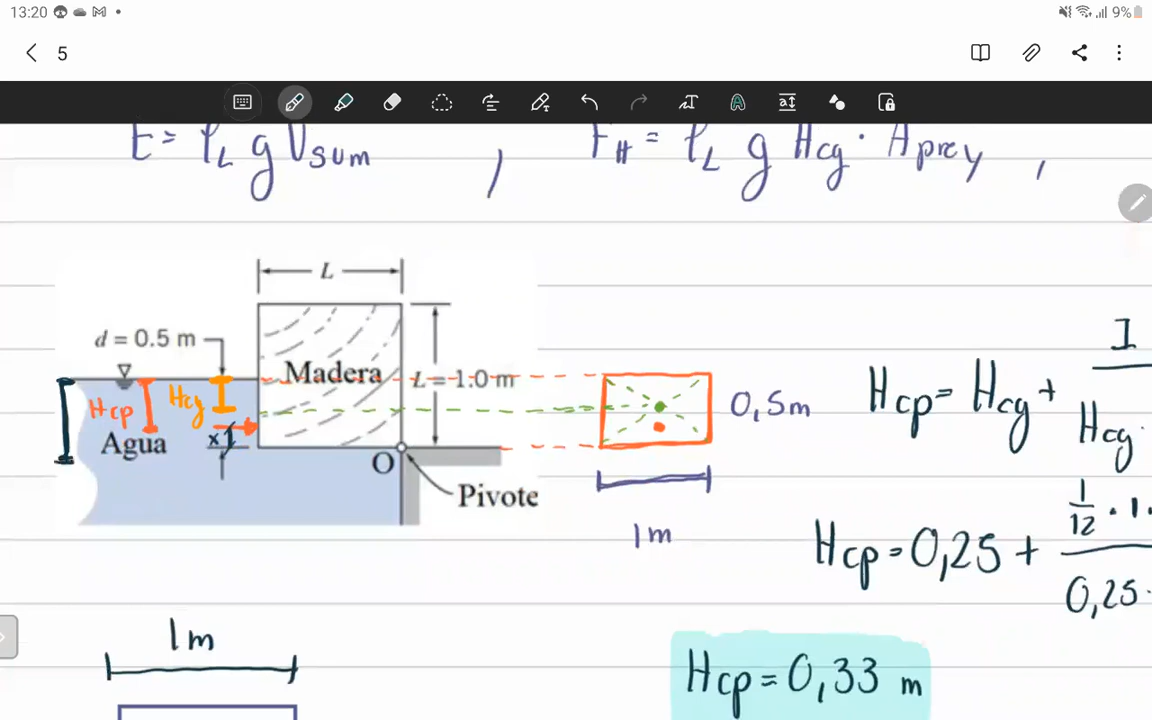 13:20 9%
5
E = ρL g Vsum , FH = ρL g Hcg · Aproy ,
L
d = 0.5 m
Madera L = 1.0 m
Hcp Hcg
x1
Agua
O
Pivote
0,5m
1m
Hcp = Hcg + I
Hcg ·
Hcp = 0,25 + 1/12 · 1 ·
0,25 ·
1m
Hcp = 0,33 m